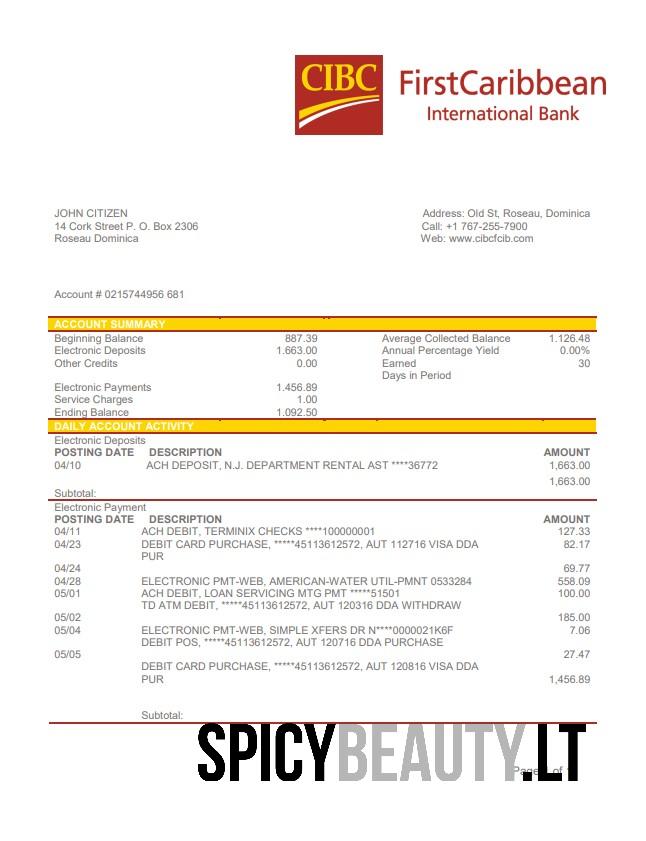 CIBC
FirstCaribbean
International Bank
JOHN CITIZEN
14 Cork Street P. O. Box 2306
Roseau Dominica
Address: Old St, Roseau, Dominica
Call: +1 767-255-7900
Web: www.cibcfcib.com
Account # 0215744956 681
ACCOUNT SUMMARY
Beginning Balance 887.39 Average Collected Balance 1.126.48
Electronic Deposits 1.663.00 Annual Percentage Yield 0.00%
Other Credits 0.00 Earned 30
Days in Period
Electronic Payments 1.456.89
Service Charges 1.00
Ending Balance 1.092.50
DAILY ACCOUNT ACTIVITY
Electronic Deposits
POSTING DATE DESCRIPTION AMOUNT
04/10 ACH DEPOSIT, N.J. DEPARTMENT RENTAL AST ****36772 1,663.00
1,663.00
Subtotal:
Electronic Payment
POSTING DATE DESCRIPTION AMOUNT
04/11 ACH DEBIT, TERMINIX CHECKS ****100000001 127.33
04/23 DEBIT CARD PURCHASE, *****45113612572, AUT 112716 VISA DDA 82.17
PUR
04/24 69.77
04/28 ELECTRONIC PMT-WEB, AMERICAN-WATER UTIL-PMNT 0533284 558.09
05/01 ACH DEBIT, LOAN SERVICING MTG PMT *****51501 100.00
TD ATM DEBIT, *****45113612572, AUT 120316 DDA WITHDRAW
05/02 185.00
05/04 ELECTRONIC PMT-WEB, SIMPLE XFERS DR N****0000021K6F 7.06
DEBIT POS, *****45113612572, AUT 120716 DDA PURCHASE
05/05 27.47
DEBIT CARD PURCHASE, *****45113612572, AUT 120816 VISA DDA
PUR 1,456.89
Subtotal:
SPICYBEAUTY.LT
Page of